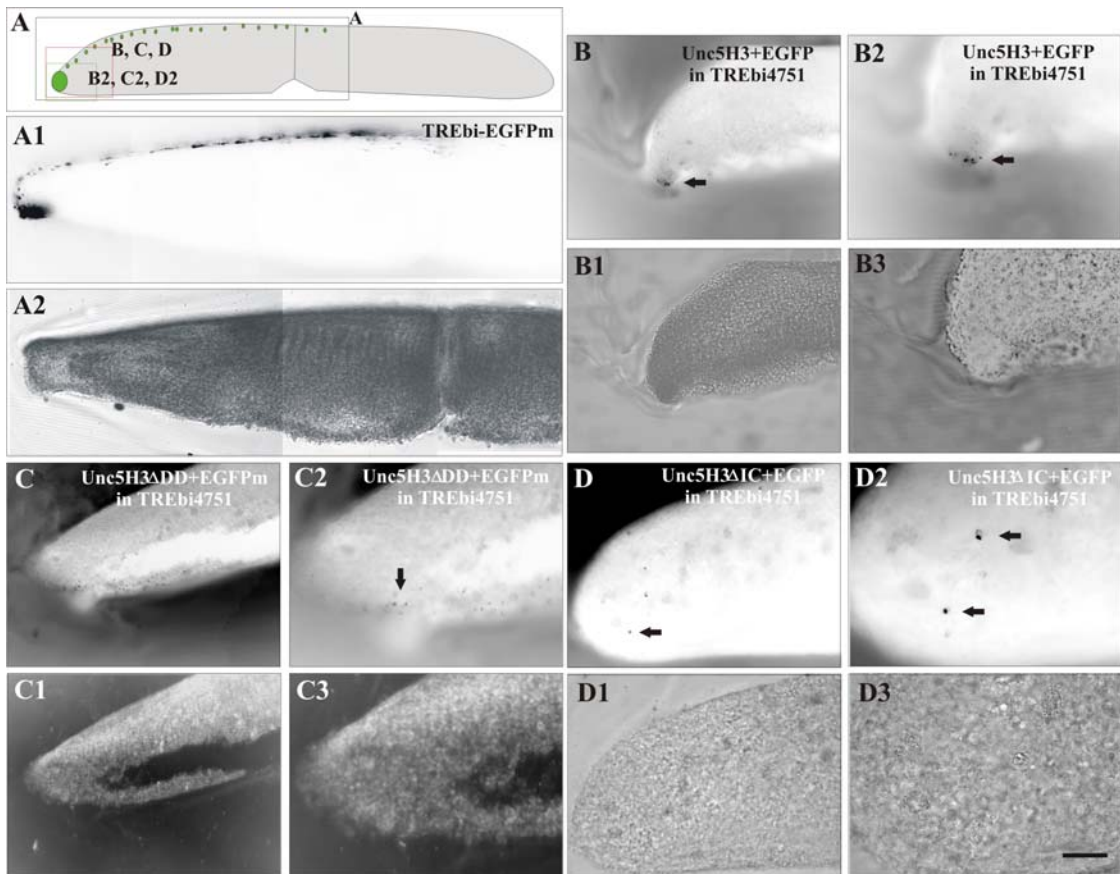 A
A
B, C, D
B2, C2, D2
A1
TREbi-EGFPm
A2
B
Unc5H3+EGFP
in TREbi4751
B2
Unc5H3+EGFP
in TREbi4751
B1
B3
C
Unc5H3ΔDD+EGFPm
in TREbi4751
C2
Unc5H3ΔDD+EGFPm
in TREbi4751
D
Unc5H3ΔIC+EGFP
in TREbi4751
D2
Unc5H3ΔIC+EGFP
in TREbi4751
C1
C3
D1
D3